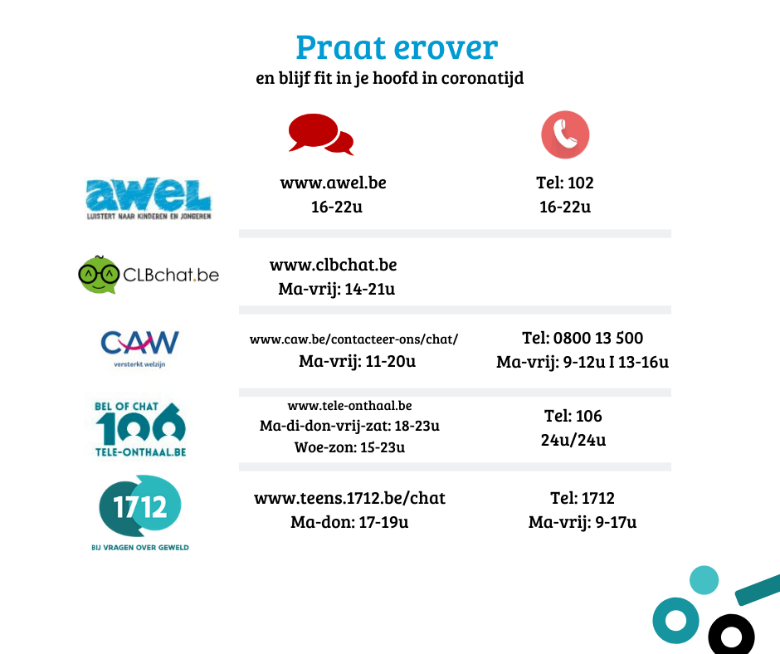 Praat erover
en blijf fit in je hoofd in coronatijd
awel
LUISTERT NAAR KINDEREN EN JONGEREN
www.awel.be
16-22u
Tel: 102
16-22u
CLBchat.be
www.clbchat.be
Ma-vrij: 14-21u
CAW
versterkt welzijn
www.caw.be/contacteer-ons/chat/
Ma-vrij: 11-20u
Tel: 0800 13 500
Ma-vrij: 9-12u I 13-16u
BEL OF CHAT
106
TELE-ONTHAAL.BE
www.tele-onthaal.be
Ma-di-don-vrij-zat: 18-23u
Woe-zon: 15-23u
Tel: 106
24u/24u
1712
BIJ VRAGEN OVER GEWELD
www.teens.1712.be/chat
Ma-don: 17-19u
Tel: 1712
Ma-vrij: 9-17u